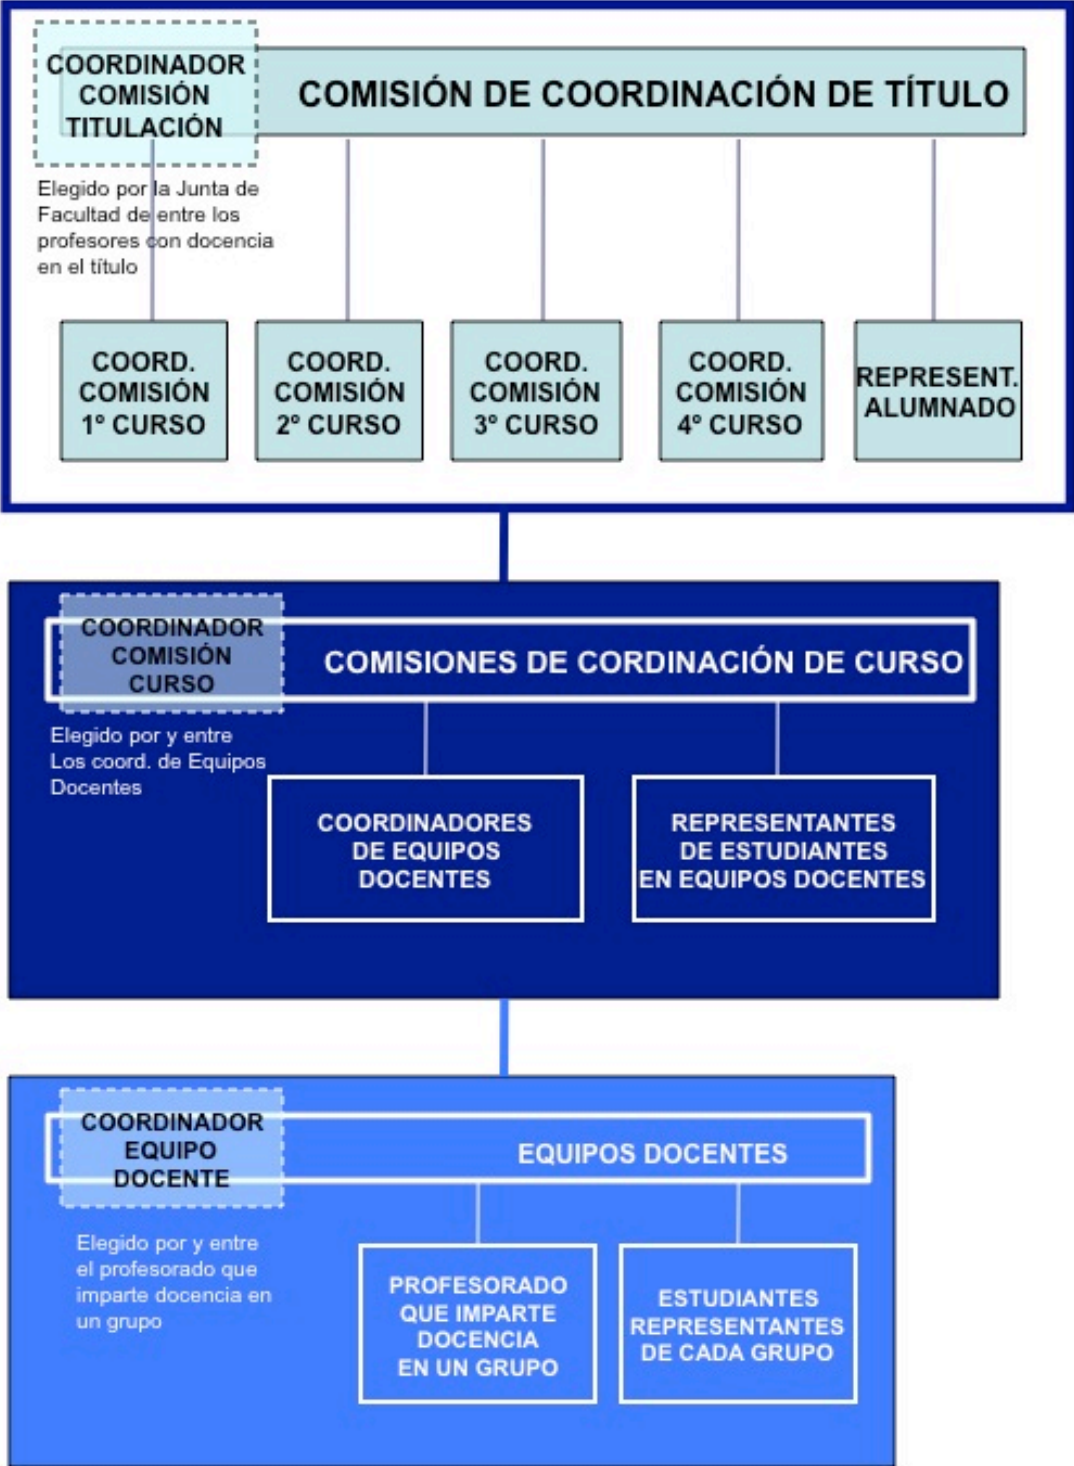 COORDINADOR
COMISIÓN
TITULACIÓN
COMISIÓN DE COORDINACIÓN DE TÍTULO
Elegido por la Junta de
Facultad de entre los
profesores con docencia
en el título
COORD.
COMISIÓN
1º CURSO
COORD.
COMISIÓN
2º CURSO
COORD.
COMISIÓN
3º CURSO
COORD.
COMISIÓN
4º CURSO
REPRESENT.
ALUMNADO
COORDINADOR
COMISIÓN
CURSO
COMISIONES DE CORDINACIÓN DE CURSO
Elegido por y entre
Los coord. de Equipos
Docentes
COORDINADORES
DE EQUIPOS
DOCENTES
REPRESENTANTES
DE ESTUDIANTES
EN EQUIPOS DOCENTES
COORDINADOR
EQUIPO
DOCENTE
EQUIPOS DOCENTES
Elegido por y entre
el profesorado que
imparte docencia en
un grupo
PROFESORADO
QUE IMPARTE
DOCENCIA
EN UN GRUPO
ESTUDIANTES
REPRESENTANTES
DE CADA GRUPO